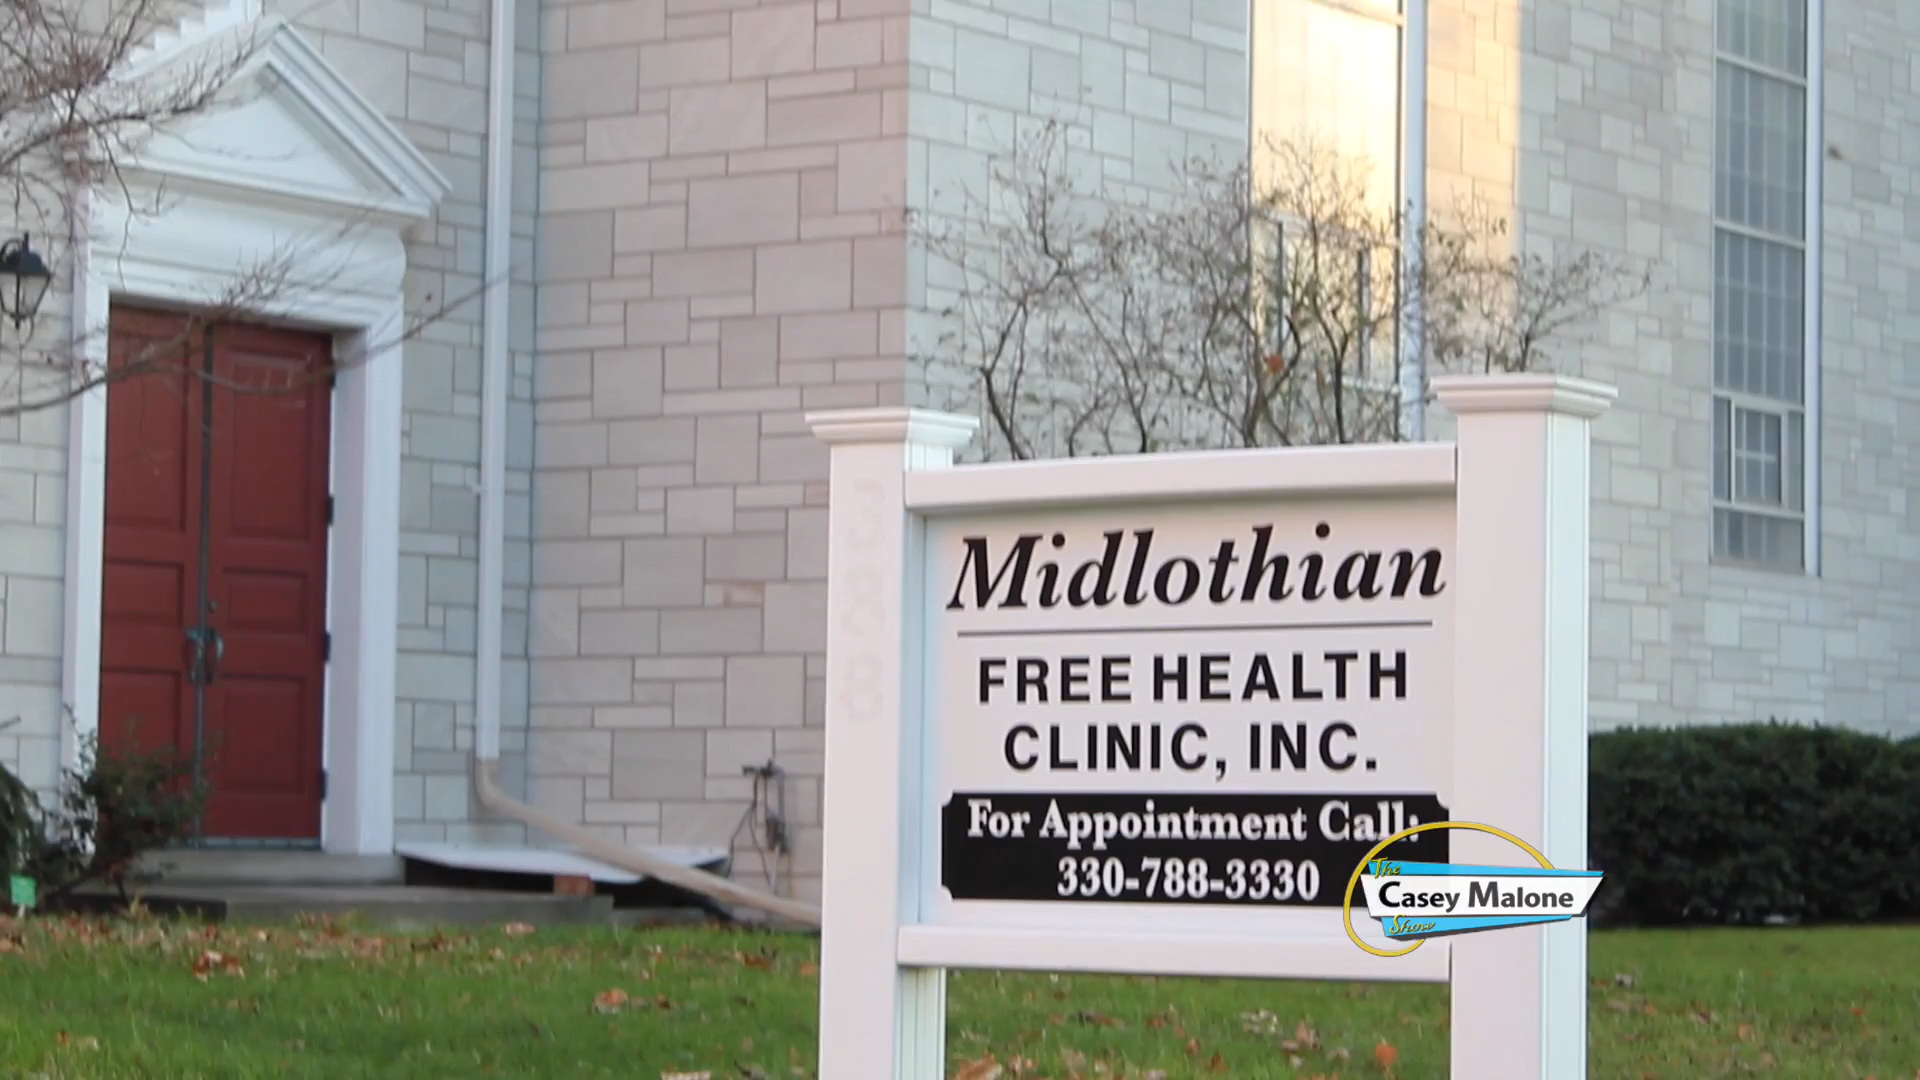 Midlothian
FREE HEALTH
CLINIC, INC.
For Appointment Call:
330-788-3330
The
Casey Malone
Show